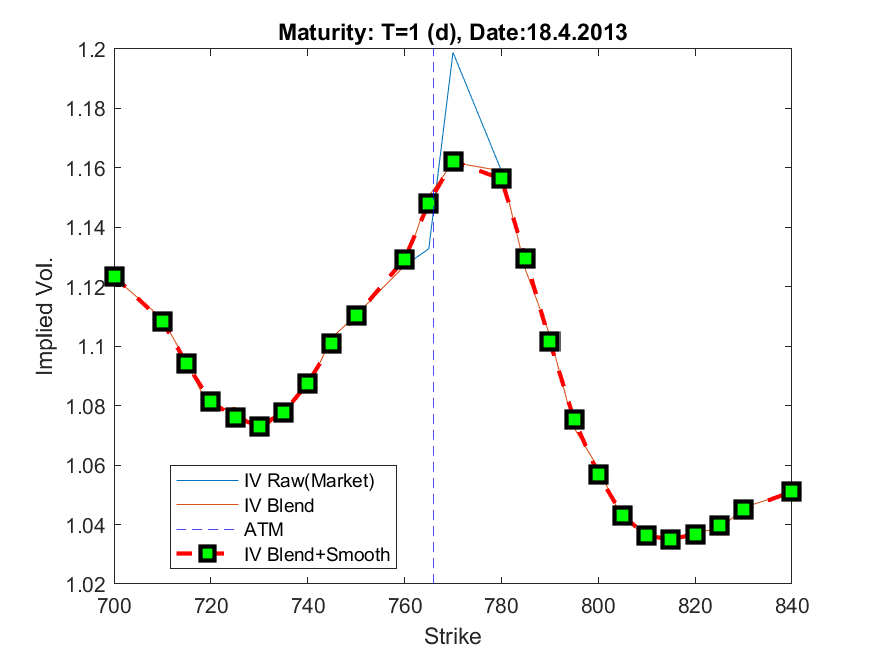 Maturity: T=1 (d), Date:18.4.2013
1.2
1.18
1.16
1.14
1.12
1.1
1.08
1.06
1.04
1.02
Implied Vol.
IV Raw(Market)
IV Blend
ATM
IV Blend+Smooth
700 720 740 760 780 800 820 840
Strike